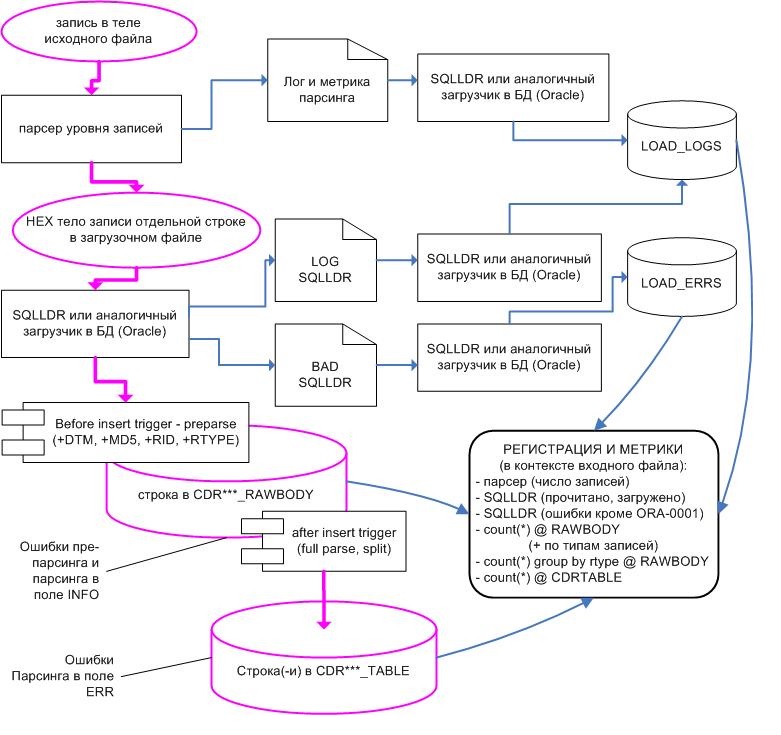 запись в теле
исходного файла
Лог и метрика
парсинга
SQLLDR или аналогичный
загрузчик в БД (Oracle)
парсер уровня записей
LOAD_LOGS
HEX тело записи отдельной строке
в загрузочном файле
LOG
SQLLDR
SQLLDR или аналогичный
загрузчик в БД (Oracle)
LOAD_ERRS
SQLLDR или аналогичный
загрузчик в БД (Oracle)
BAD
SQLLDR
SQLLDR или аналогичный
загрузчик в БД (Oracle)
Before insert trigger - preparse
(+DTM, +MD5, +RID, +RTYPE)
строка в CDR***_RAWBODY
РЕГИСТРАЦИЯ И МЕТРИКИ
(в контексте входного файла):
- парсер (число записей)
- SQLLDR (прочитано, загружено)
- SQLLDR (ошибки кроме ORA-0001)
- count(*) @ RAWBODY
(+ по типам записей)
- count(*) group by rtype @ RAWBODY
- count(*) @ CDRTABLE
after insert trigger
(full parse, split)
Ошибки пре-
парсинга и
парсинга в
поле INFO
Строка(-и) в CDR***_TABLE
Ошибки
Парсинга в поле
ERR